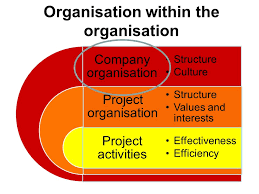 Organisation within the
organisation
Company
organisation
• Structure
• Culture
Project
organisation
• Structure
• Values and
interests
Project
activities
• Effectiveness
• Efficiency